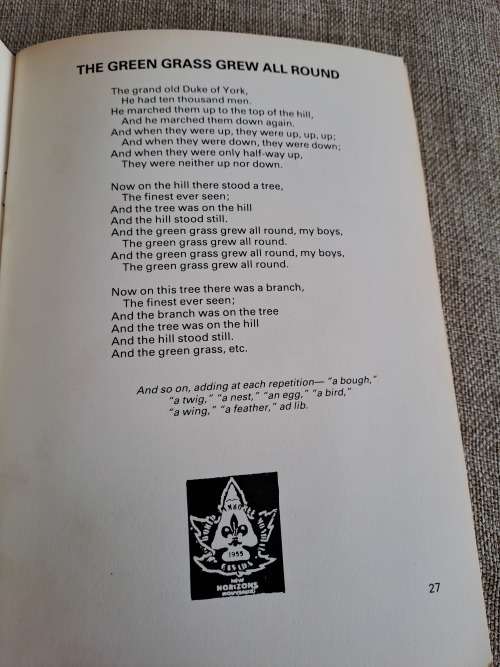 THE GREEN GRASS GREW ALL ROUND
The grand old Duke of York,
He had ten thousand men.
He marched them up to the top of the hill,
And he marched them down again.
And when they were up, they were up, up, up;
And when they were down, they were down;
And when they were only half-way up,
They were neither up nor down.
Now on the hill there stood a tree,
The finest ever seen;
And the tree was on the hill
And the hill stood still.
And the green grass grew all round, my boys,
The green grass grew all round.
And the green grass grew all round, my boys,
The green grass grew all round.
Now on this tree there was a branch,
The finest ever seen;
And the branch was on the tree
And the tree was on the hill
And the hill stood still.
And the green grass, etc.
And so on, adding at each repetition— “a bough,”
“a twig,” “a nest,” “an egg,” “a bird,”
“a wing,” “a feather,” ad lib.
1955
CANADA
NEW
HORIZONS
27